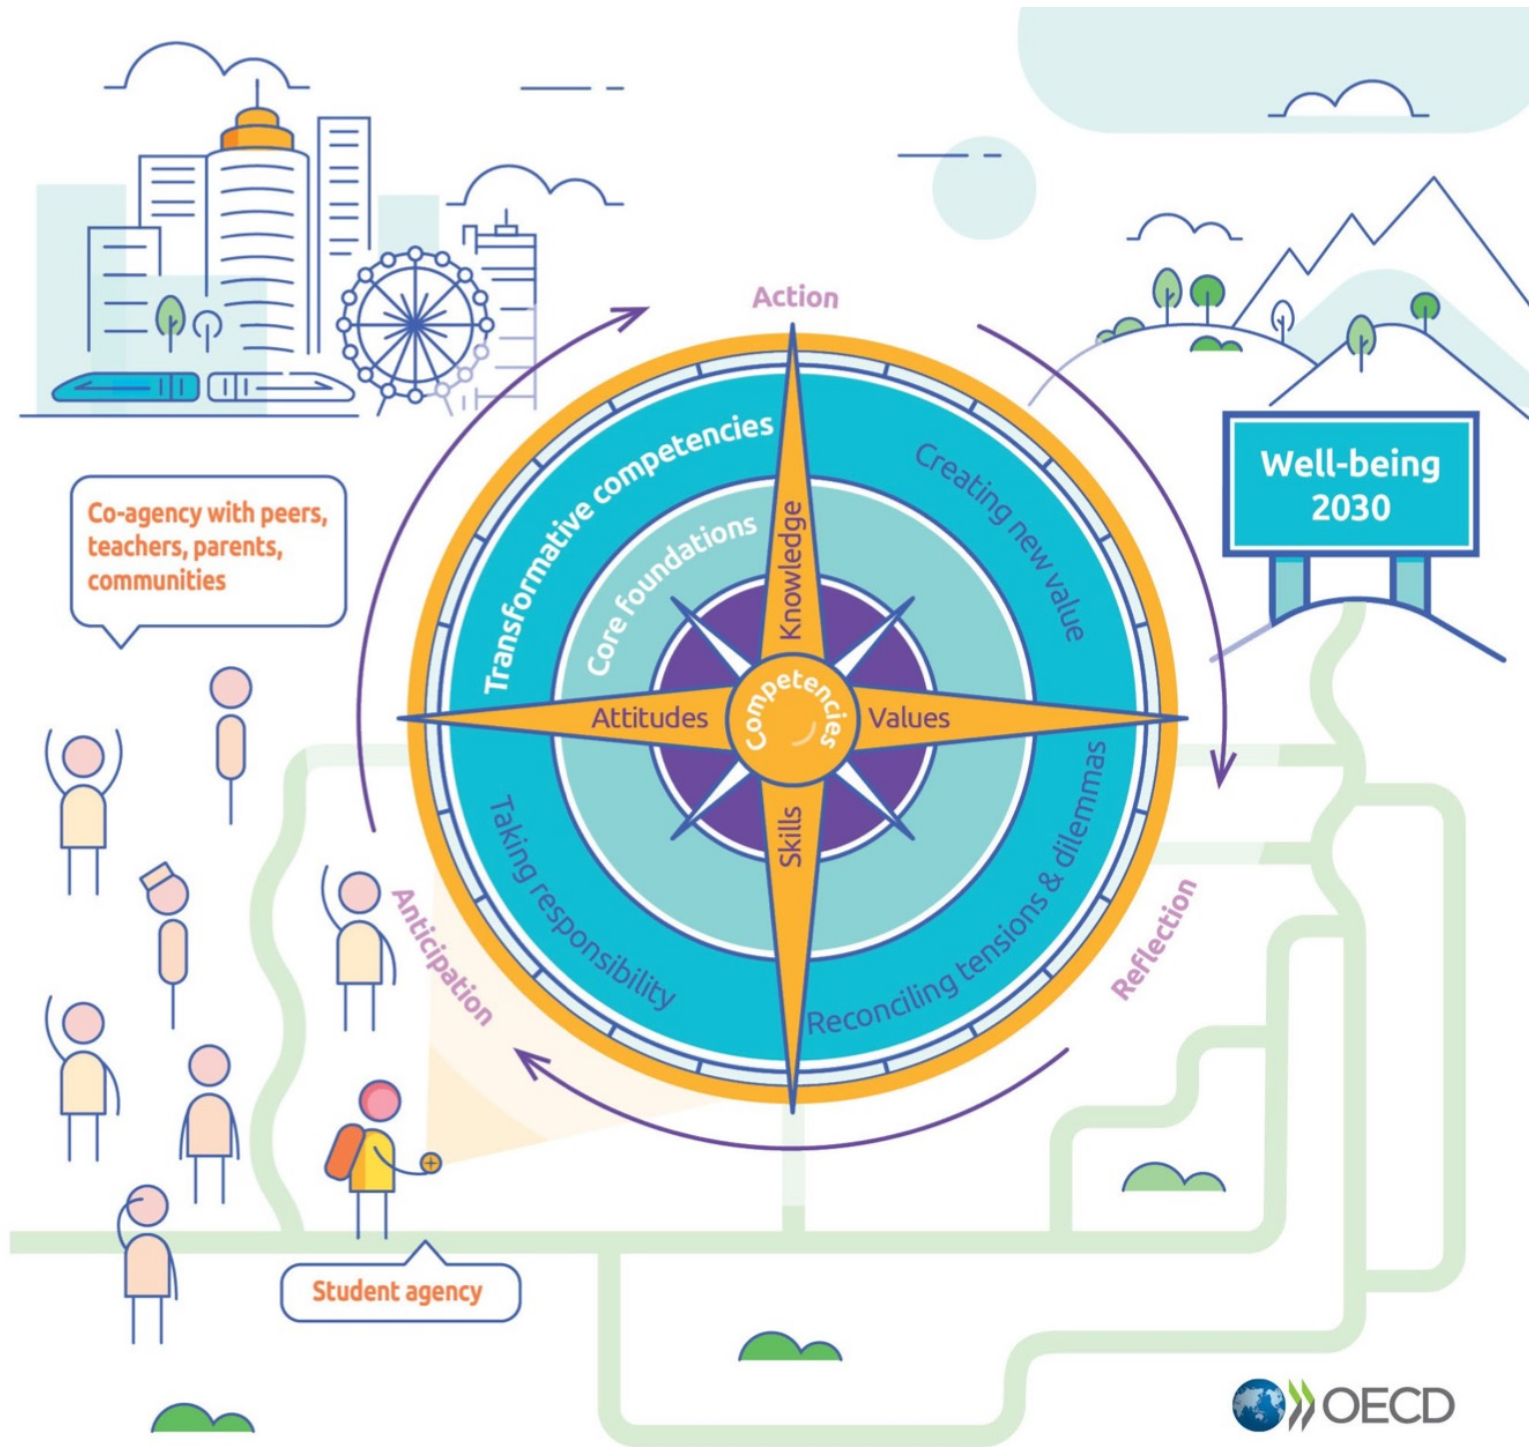 Action
Transformative competencies
Creating new value
Core foundations
Knowledge
Well-being
2030
Co-agency with peers,
teachers, parents,
communities
Competencies
Attitudes
Values
Skills
Taking responsibility
Reconciling tensions & dilemmas
Anticipation
Reflection
Student agency
OECD